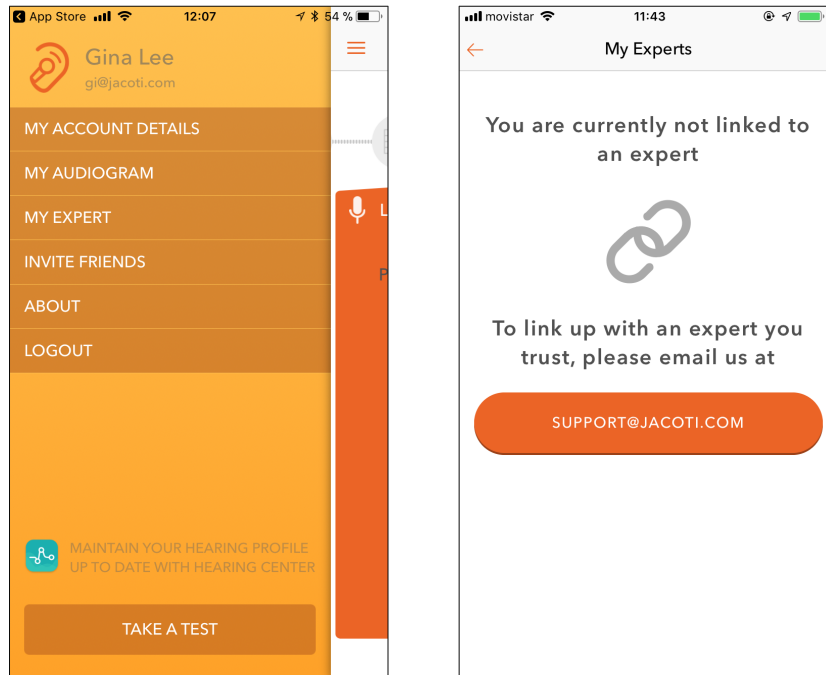 App Store 12:07 54 %
Gina Lee
gi@jacoti.com
MY ACCOUNT DETAILS
MY AUDIOGRAM
MY EXPERT
INVITE FRIENDS
ABOUT
LOGOUT
MAINTAIN YOUR HEARING PROFILE
UP TO DATE WITH HEARING CENTER
TAKE A TEST
L
P
movistar 11:43
My Experts
You are currently not linked to
an expert
To link up with an expert you
trust, please email us at
SUPPORT@JACOTI.COM